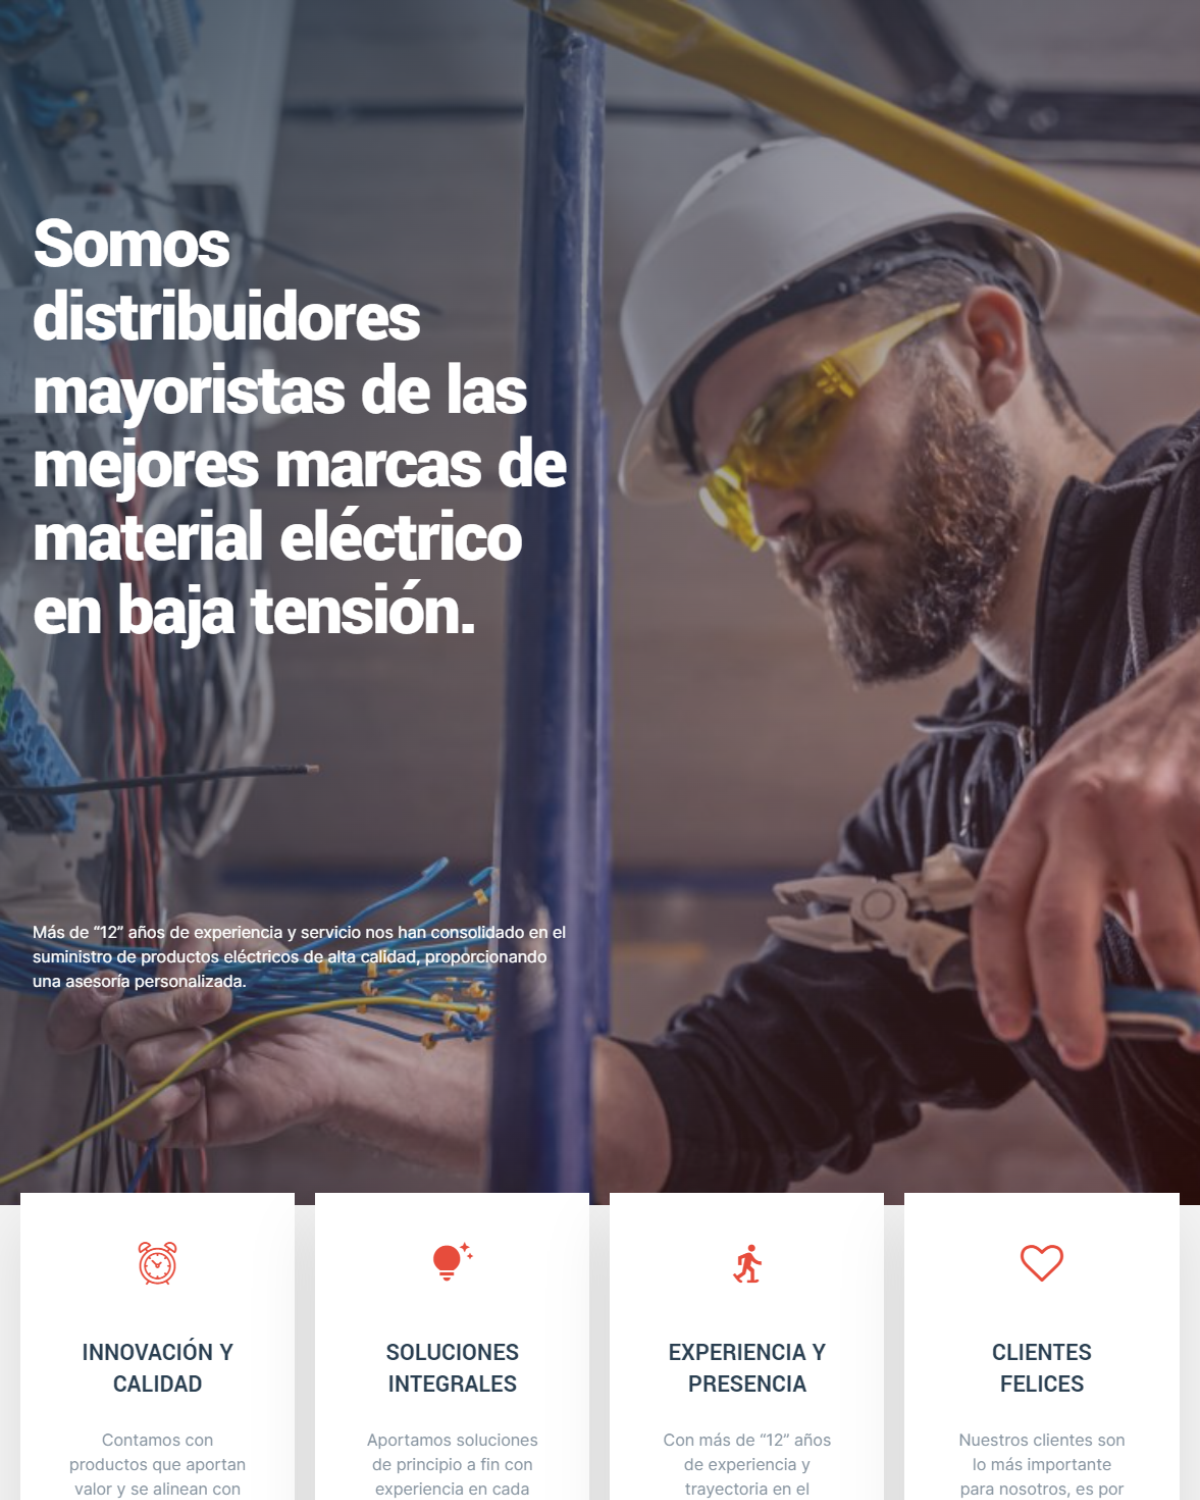 Somos
distribuidores
mayoristas de las
mejores marcas de
material eléctrico
en baja tensión.
Más de “12” años de experiencia y servicio nos han consolidado en el
suministro de productos eléctricos de alta calidad, proporcionando
una asesoría personalizada.
INNOVACIÓN Y
CALIDAD
Contamos con
productos que aportan
valor y se alinean con
SOLUCIONES
INTEGRALES
Aportamos soluciones
de principio a fin con
experiencia en cada
EXPERIENCIA Y
PRESENCIA
Con más de “12” años
de experiencia y
trayectoria en el
CLIENTES
FELICES
Nuestros clientes son
lo más importante
para nosotros, es por